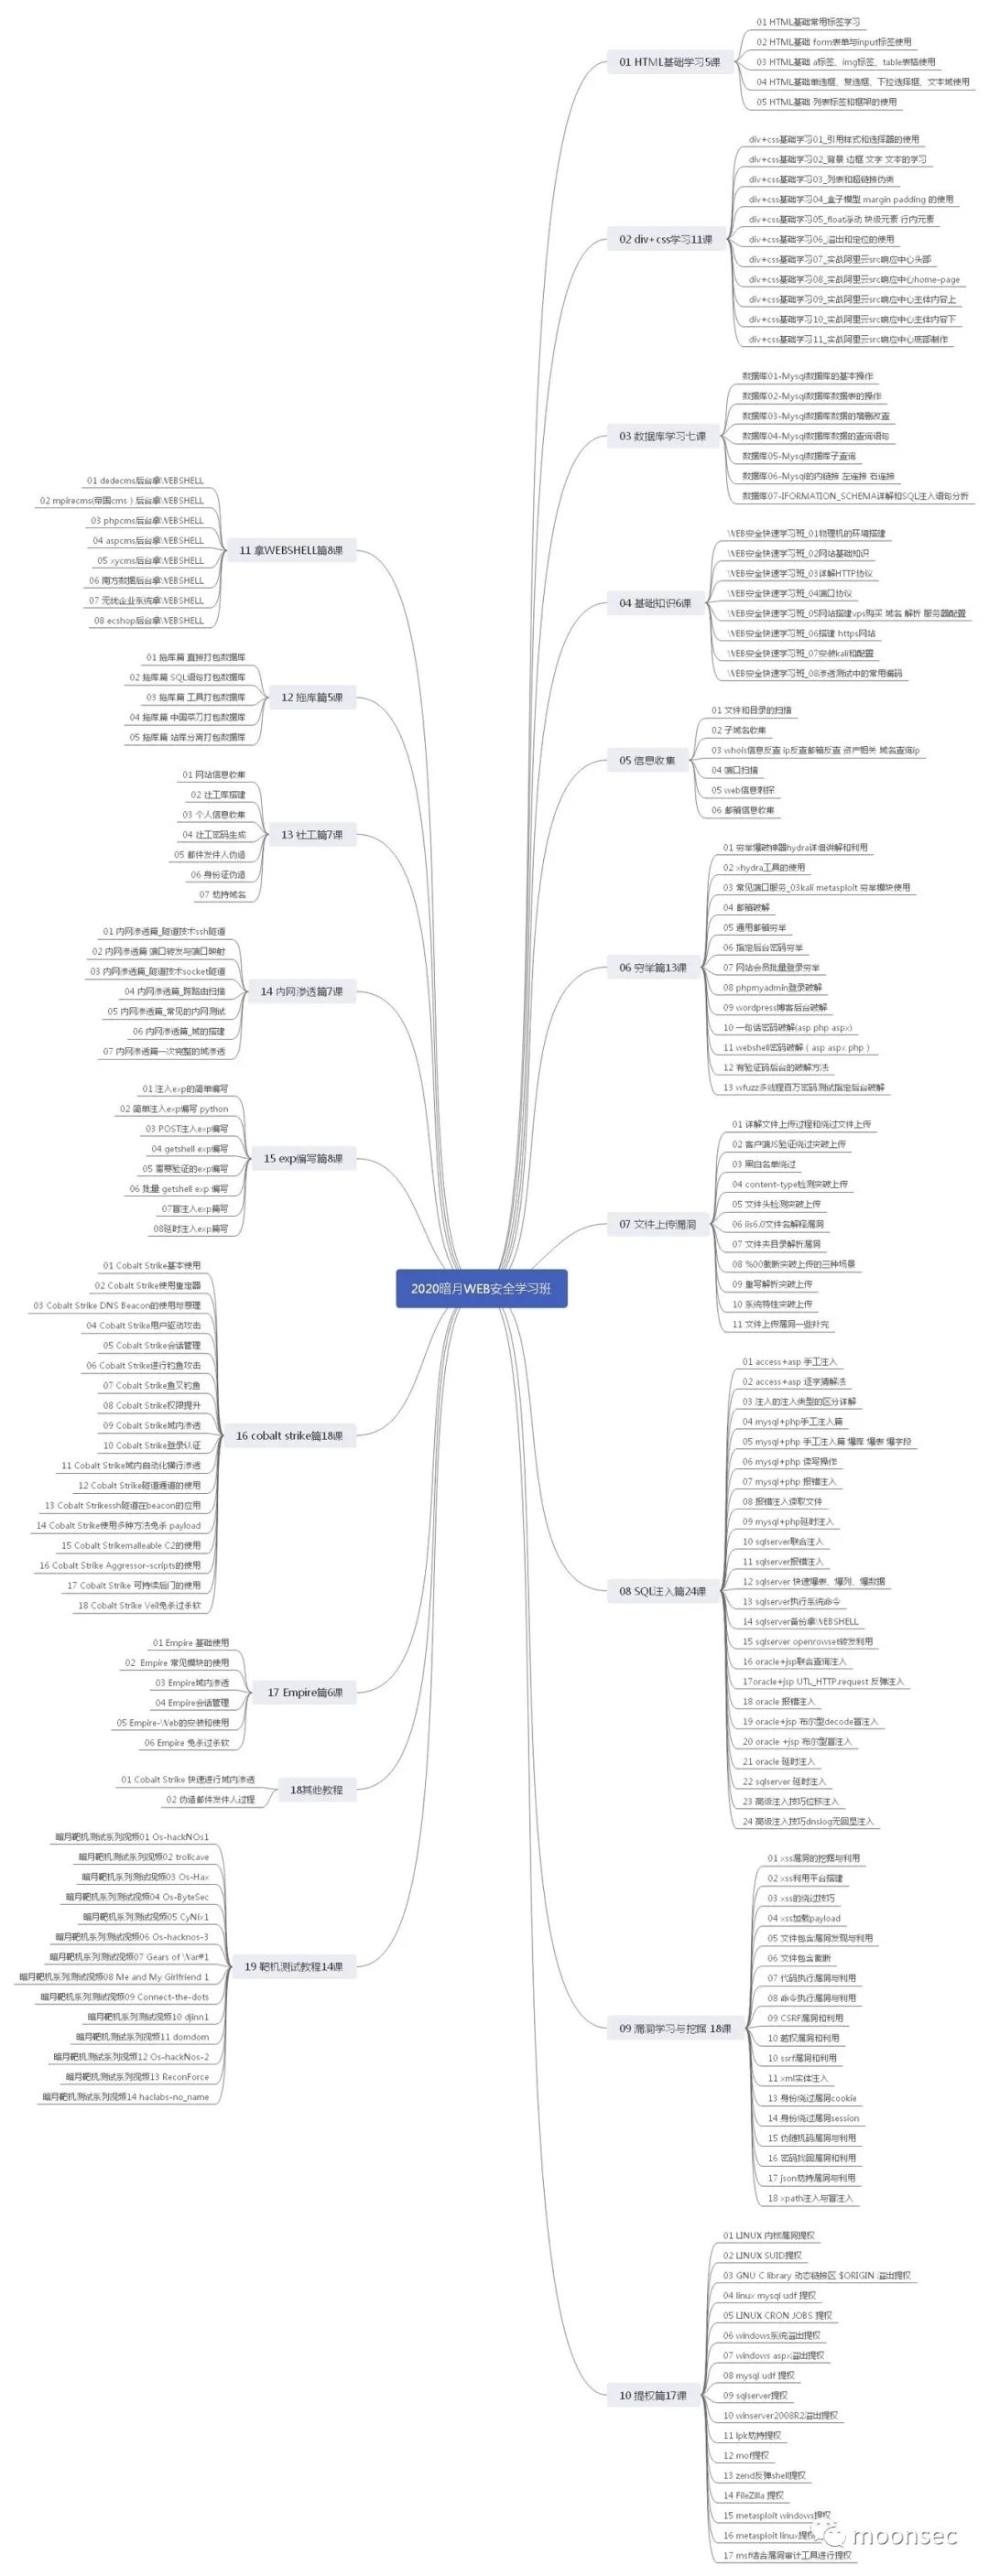 2020暗月WEB安全学习班
01 HTML基础学习5课
01 HTML基础常用标签学习
02 HTML基础 form表单与input标签使用
03 HTML基础 a标签、img标签、table表格使用
04 HTML基础单选框、复选框、下拉选择框、文本域使用
05 HTML基础 列表标签和框架的使用
02 div+css学习11课
div+css基础学习01_引用样式和选择器的使用
div+css基础学习02_背景 边框 文字 文本的学习
div+css基础学习03_列表和超链接伪类
div+css基础学习04_盒子模型 margin padding 的使用
div+css基础学习05_float浮动 块级元素 行内元素
div+css基础学习06_溢出和定位的使用
div+css基础学习07_实战阿里云src响应中心头部
div+css基础学习08_实战阿里云src响应中心home-page
div+css基础学习09_实战阿里云src响应中心主体内容上
div+css基础学习10_实战阿里云src响应中心主体内容下
div+css基础学习11_实战阿里云src响应中心底部制作
03 数据库学习七课
数据库01-Mysql数据库的基本操作
数据库02-Mysql数据库数据表的操作
数据库03-Mysql数据库数据的增删改查
数据库04-Mysql数据库数据的查询语句
数据库05-Mysql数据库子查询
数据库06-Mysql的内链接 左连接 右连接
数据库07-IFORMATION_SCHEMA详解和SQL注入语句分析
04 基础知识6课
WEB安全快速学习班_01物理机的环境搭建
WEB安全快速学习班_02网站基础知识
WEB安全快速学习班_03详解HTTP协议
WEB安全快速学习班_04端口协议
WEB安全快速学习班_05网站搭建vps购买 域名 解析 服务器配置
WEB安全快速学习班_06搭建 https网站
WEB安全快速学习班_07安装kali和配置
WEB安全快速学习班_08渗透测试中的常用编码
05 信息收集
01 文件和目录的扫描
02 子域名收集
03 whois信息反查 ip反查邮箱反查 资产相关 域名查询ip
04 端口扫描
05 web信息刺探
06 邮箱信息收集
06 穷举篇13课
01 穷举爆破神器hydra详细讲解和利用
02 xhydra工具的使用
03 常见端口服务_03kali metasploit 穷举模块使用
04 邮箱破解
05 通用邮箱穷举
06 指定后台密码穷举
07 网站会员批量登录穷举
08 phpmyadmin登录破解
09 wordpress博客后台破解
10 一句话密码破解(asp php aspx)
11 webshell密码破解 ( asp aspx php )
12 有验证码后台的破解方法
13 wfuzz多线程百万密码测试指定后台破解
07 文件上传漏洞
01 详解文件上传过程和绕过文件上传
02 客户端JS验证绕过突破上传
03 黑白名单绕过
04 content-type检测突破上传
05 文件头检测突破上传
06 iis6.0文件名解释漏洞
07 文件夹目录解析漏洞
08 %00截断突破上传的三种场景
09 重写解析突破上传
10 系统特性突破上传
11 文件上传漏洞一些补充
08 SQL注入篇24课
01 access+asp 手工注入
02 access+asp 逐字猜解法
03 注入的注入类型的区分详解
04 mysql+php手工注入篇
05 mysql+php 手工注入篇 爆库 爆表 爆字段
06 mysql+php 读写操作
07 mysql+php 报错注入
08 报错注入读取文件
09 mysql+php延时注入
10 sqlserver联合注入
11 sqlserver报错注入
12 sqlserver 快速爆表、爆列、爆数据
13 sqlserver执行系统命令
14 sqlserver备份拿WEBSHELL
15 sqlserver openrowset转发利用
16 oracle+jsp联合查询注入
17oracle+jsp UTL_HTTP.request 反弹注入
18 oracle 报错注入
19 oracle+jsp 布尔型decode盲注入
20 oracle +jsp 布尔型盲注入
21 oracle 延时注入
22 sqlserver 延时注入
23 高级注入技巧位移注入
24 高级注入技巧dnslog无回显注入
09 漏洞学习与挖掘 18课
01 xss漏洞的挖掘与利用
02 xss利用平台搭建
03 xss的绕过技巧
04 xss加载payload
05 文件包含漏洞发现与利用
06 文件包含截断
07 代码执行漏洞与利用
08 命令执行漏洞与利用
09 CSRF漏洞和利用
10 越权漏洞和利用
10 ssrf漏洞和利用
11 xml实体注入
13 身份绕过漏洞cookie
14 身份绕过漏洞session
15 伪随机码漏洞与利用
16 密码找回漏洞和利用
17 json劫持漏洞与利用
18 xpath注入与盲注入
10 提权篇17课
01 LINUX 内核漏洞提权
02 LINUX SUID提权
03 GNU C library 动态链接区 $ORIGIN 溢出提权
04 linux mysql udf 提权
05 LINUX CRON JOBS 提权
06 windows系统溢出提权
07 windows aspx溢出提权
08 mysql udf 提权
09 sqlserver提权
10 winserver2008R2溢出提权
11 lpk劫持提权
12 mof提权
13 zend反弹shell提权
14 FileZilla 提权
15 metasploit windows提权
16 metasploit linux提权
17 msf结合漏洞审计工具进行提权
11 拿WEBSHELL篇8课
01 dedecms后台拿WEBSHELL
02 mpirecms(帝国cms ) 后台拿WEBSHELL
03 phpcms后台拿WEBSHELL
04 aspcms后台拿WEBSHELL
05 xycms后台拿WEBSHELL
06 南方数据后台拿WEBSHELL
07 无忧企业系统拿WEBSHELL
08 ecshop后台拿WEBSHELL
12 拖库篇5课
01 拖库篇 直接打包数据库
02 拖库篇 SQL语句打包数据库
03 拖库篇 工具打包数据库
04 拖库篇 中国菜刀打包数据库
05 拖库篇 站库分离打包数据库
13 社工篇7课
01 网站信息收集
02 社工库搭建
03 个人信息收集
04 社工密码生成
05 邮件发件人伪造
06 身份证伪造
07 劫持域名
14 内网渗透篇7课
01 内网渗透篇_隧道技术ssh隧道
02 内网渗透篇 端口转发与端口映射
03 内网渗透篇_隧道技术socket隧道
04 内网渗透篇_跨路由扫描
05 内网渗透篇_常见的内网测试
06 内网渗透篇_域的搭建
07 内网渗透篇一次完整的域渗透
15 exp编写篇8课
01 注入exp的简单编写
02 简单注入exp编写 python
03 POST注入exp编写
04 getshell exp编写
05 需要验证的exp编写
06 批量 getshell exp 编写
07盲注入exp篇写
08延时注入exp篇写
16 cobalt strike篇18课
01 Cobalt Strike基本使用
02 Cobalt Strike使用重定器
03 Cobalt Strike DNS Beacon的使用与原理
04 Cobalt Strike用户驱动攻击
05 Cobalt Strike会话管理
06 Cobalt Strike进行钓鱼攻击
07 Cobalt Strike鱼叉钓鱼
08 Cobalt Strike权限提升
09 Cobalt Strike域内渗透
10 Cobalt Strike登录认证
11 Cobalt Strike域内自动化横行渗透
12 Cobalt Strike隧道通道的使用
13 Cobalt Strikessh隧道在beacon的应用
14 Cobalt Strike使用多种方法免杀 payload
15 Cobalt Strikemalleable C2的使用
16 Cobalt Strike Aggressor-scripts的使用
17 Cobalt Strike 可持续后门的使用
18 Cobalt Strike Veil免杀过杀软
17 Empire篇6课
01 Empire 基础使用
02 Empire 常见模块的使用
03 Empire域内渗透
04 Empire会话管理
05 Empire-Web的安装和使用
06 Empire 免杀过杀软
18其他教程
01 Cobalt Strike 快速进行域内渗透
02 伪造邮件发件人过程
19 靶机测试教程14课
暗月靶机测试系列视频01 Os-hackNOs1
暗月靶机测试系列视频02 trollcave
暗月靶机系列测试视频03 Os-Hax
暗月靶机系列测试视频04 Os-ByteSec
暗月靶机系列测试视频05 CyNix1
暗月靶机系列测试视频06 Os-hacknos-3
暗月靶机系列测试视频07 Gears of War#1
暗月靶机系列测试视频08 Me and My Girlfriend 1
暗月靶机系列测试视频09 Connect-the-dots
暗月靶机测试系列视频10 djinn1
暗月靶机测试系列视频11 domdom
暗月靶机测试系列视频12 Os-hackNos-2
暗月靶机测试系列视频13 ReconForce
暗月靶机测试系列视频14 haclabs-no_name
moonsec